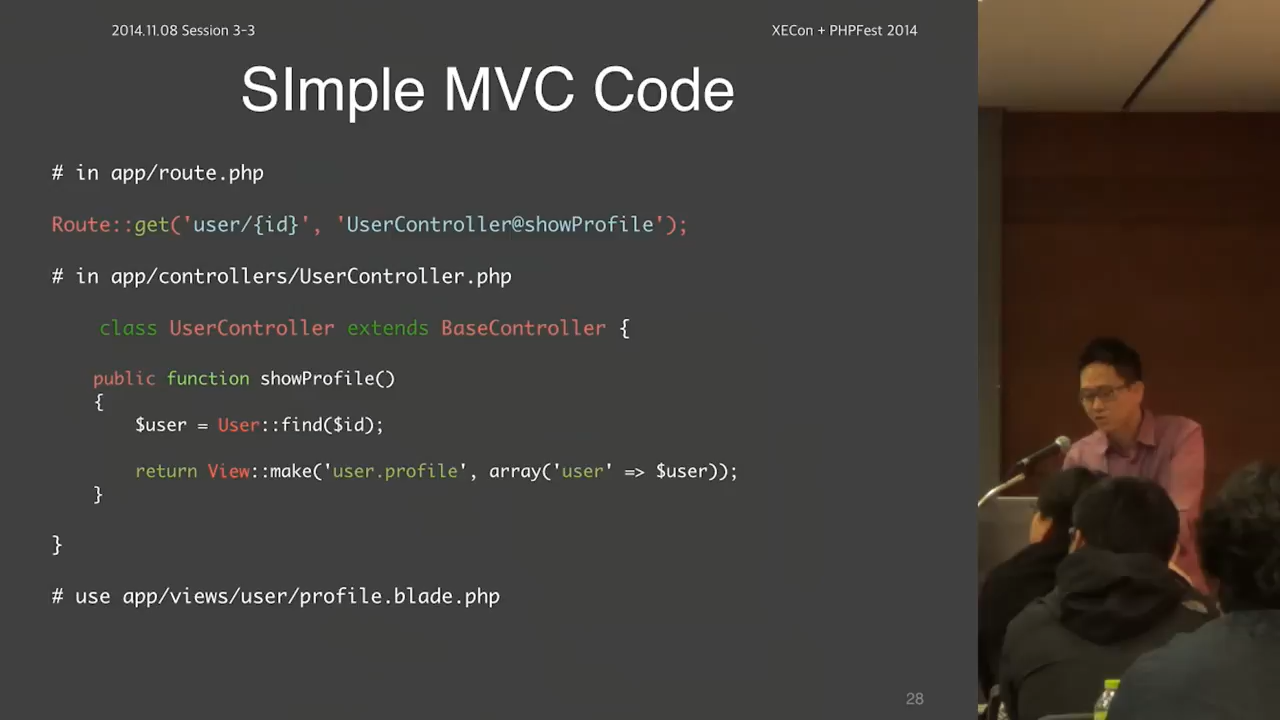 2014.11.08 Session 3-3
XECon + PHPFest 2014
SImple MVC Code
# in app/route.php
Route::get('user/{id}', 'UserController@showProfile');
# in app/controllers/UserController.php
class UserController extends BaseController {
public function showProfile()
{
$user = User::find($id);
return View::make('user.profile', array('user' => $user));
}
}
# use app/views/user/profile.blade.php
28